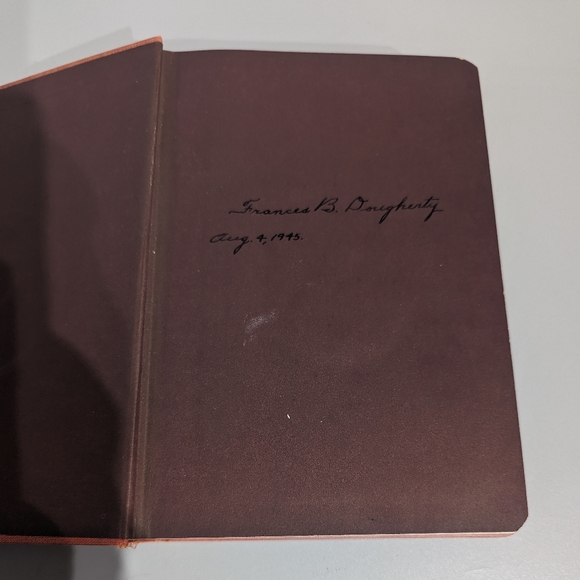 Frances B. Dougherty
Aug. 4, 1945.